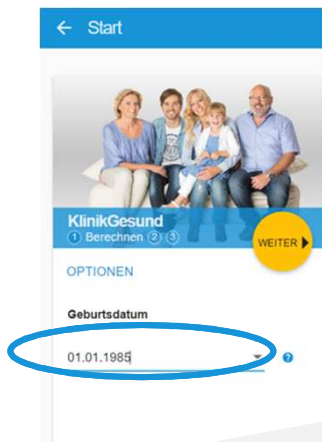 Start
KlinikGesund
1 Berechnen 2 3
WEITER
OPTIONEN
Geburtsdatum
01.01.1985
?